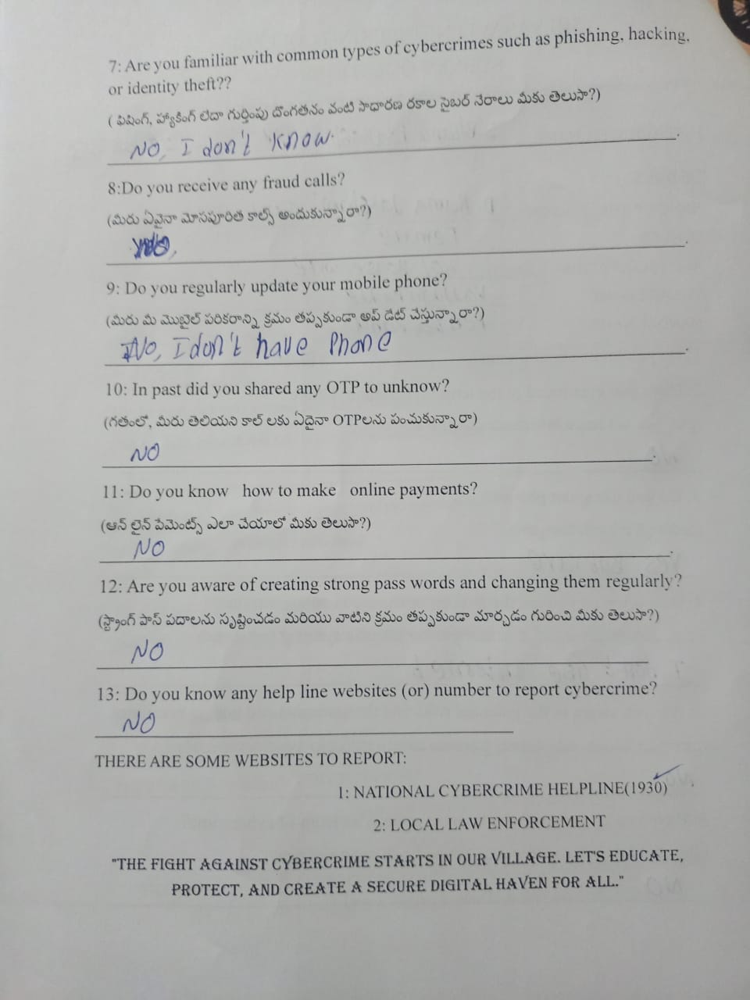 7: Are you familiar with common types of cybercrimes such as phishing, hacking,
or identity theft??
( ఫిషింగ్, హ్యాకింగ్ లేదా గుర్తింపు దొంగతనం వంటి సాధారణ రకాల సైబర్ నేరాలు మీకు తెలుసా?)
NO, I don't know.
8:Do you receive any fraud calls?
(మీరు ఏవైనా మోసపూరిత కాల్స్ అందుకున్నారా?)
9: Do you regularly update your mobile phone?
(మీరు మీ మొబైల్ పరికరాన్ని క్రమం తప్పకుండా అప్ డేట్ చేస్తున్నారా?)
No, I don't have Phone
10: In past did you shared any OTP to unknow?
(గతంలో, మీరు తెలియని కాల్ లకు ఏదైనా OTPలను పంచుకున్నారా)
NO
11: Do you know how to make online payments?
(ఆన్ లైన్ పేమెంట్స్ ఎలా చేయాలో మీకు తెలుసా?)
NO
12: Are you aware of creating strong pass words and changing them regularly?
(స్ట్రాంగ్ పాస్ పదాలను సృష్టించడం మరియు వాటిని క్రమం తప్పకుండా మార్చడం గురించి మీకు తెలుసా?)
NO
13: Do you know any help line websites (or) number to report cybercrime?
NO
THERE ARE SOME WEBSITES TO REPORT:
1: NATIONAL CYBERCRIME HELPLINE(1930)
2: LOCAL LAW ENFORCEMENT
"THE FIGHT AGAINST CYBERCRIME STARTS IN OUR VILLAGE. LET'S EDUCATE,
PROTECT, AND CREATE A SECURE DIGITAL HAVEN FOR ALL."